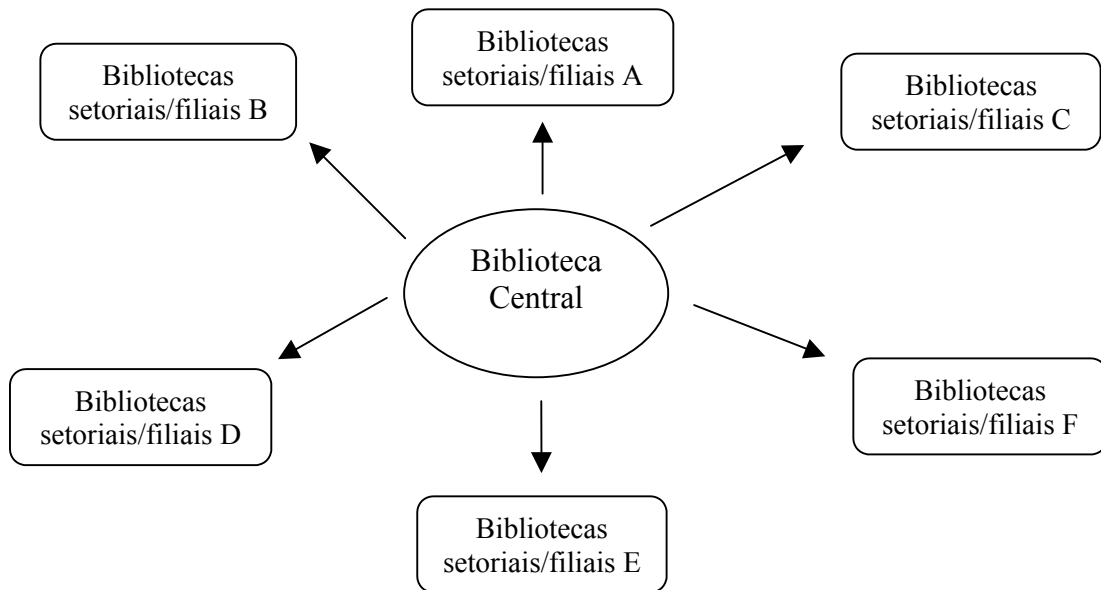 Bibliotecas
setoriais/filiais A
Bibliotecas
setoriais/filiais B
Bibliotecas
setoriais/filiais C
Biblioteca
Central
Bibliotecas
setoriais/filiais D
Bibliotecas
setoriais/filiais F
Bibliotecas
setoriais/filiais E